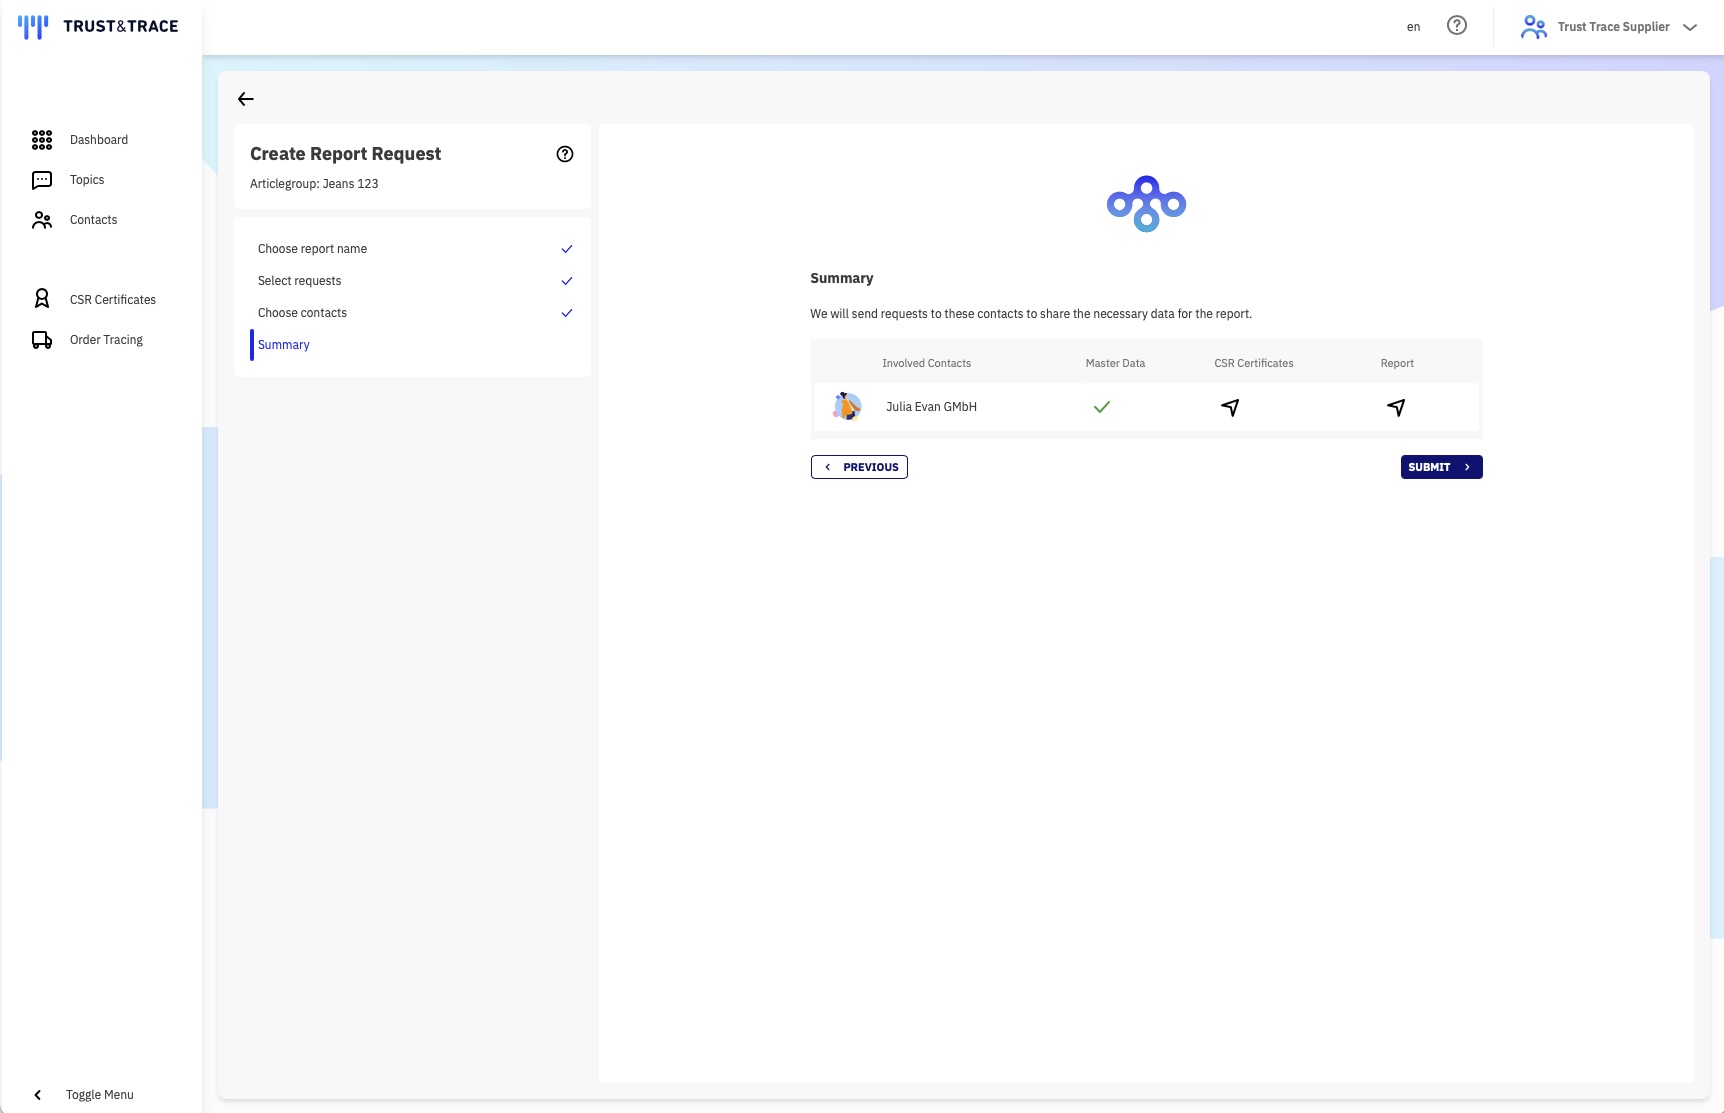 TRUST&TRACE
en
Trust Trace Supplier
Dashboard
Topics
Contacts
CSR Certificates
Order Tracing
Toggle Menu
Create Report Request
Articlegroup: Jeans 123
Choose report name
Select requests
Choose contacts
Summary
Summary
We will send requests to these contacts to share the necessary data for the report.
Involved Contacts Master Data CSR Certificates Report
Julia Evan GMbH
PREVIOUS SUBMIT